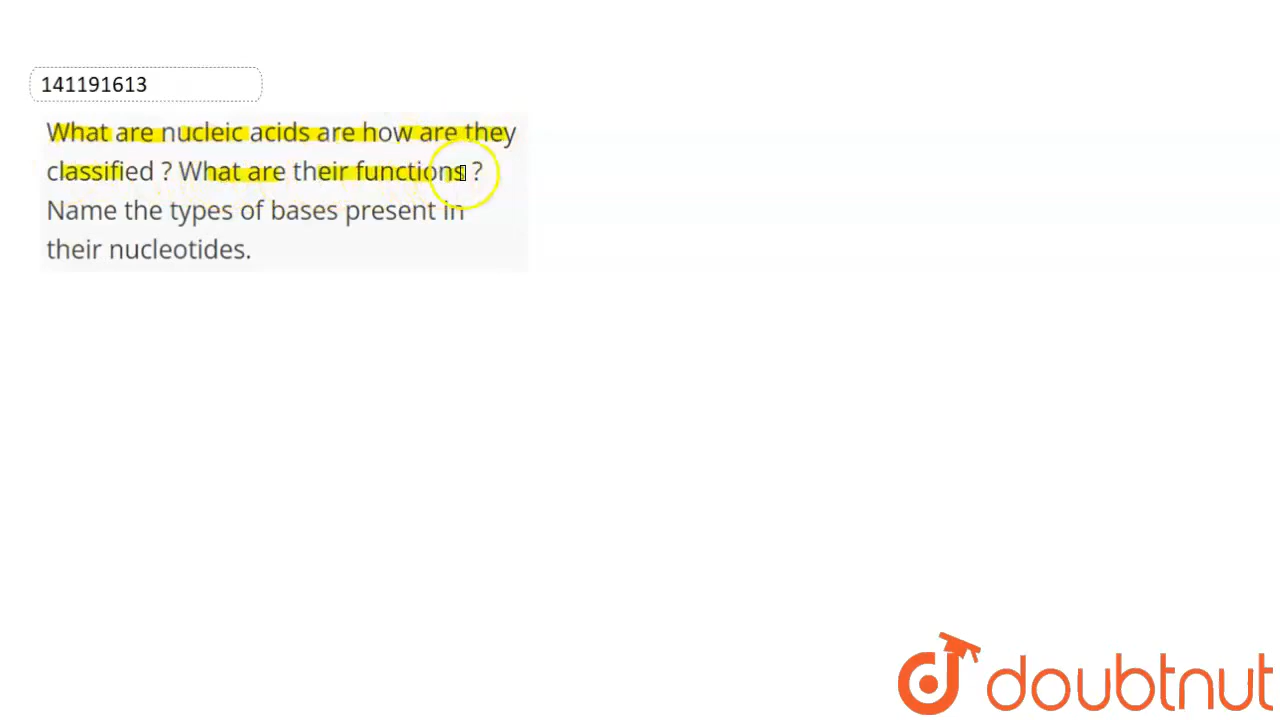 141191613
What are nucleic acids are how are they
classified ? What are their functions ?
Name the types of bases present in
their nucleotides.
doubtnut